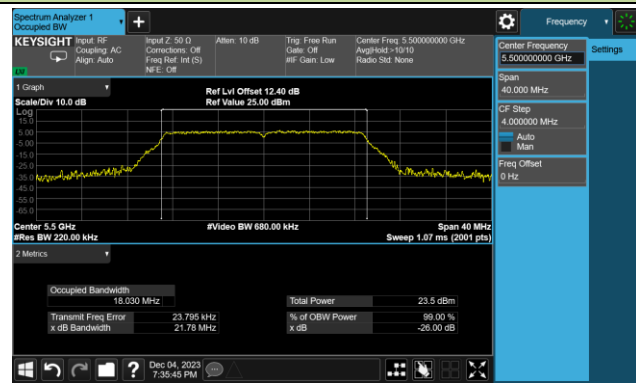 Spectrum Analyzer 1
Occupied BW
Frequency
KEYSIGHT
Input: RF
Coupling: AC
Align: Auto
Input Z: 50 Ω
Corrections: Off
Freq Ref: Int (S)
NFE: Off
Atten: 10 dB
Trig: Free Run
Gate: Off
#IF Gain: Low
Center Freq: 5.500000000 GHz
Avg|Hold:>10/10
Radio Std: None
Center Frequency
5.500000000 GHz
Settings
Span
40.000 MHz
CF Step
4.000000 MHz
Auto
Man
Freq Offset
0 Hz
1 Graph
Scale/Div 10.0 dB
Ref Lvl Offset 12.40 dB
Ref Value 25.00 dBm
Log
15.0
5.00
-5.00
-15.0
-25.0
-35.0
-45.0
-55.0
-65.0
Center 5.5 GHz
#Res BW 220.00 kHz
#Video BW 680.00 kHz
Span 40 MHz
Sweep 1.07 ms (2001 pts)
2 Metrics
Occupied Bandwidth
18.030 MHz
Total Power 23.5 dBm
Transmit Freq Error 23.795 kHz
% of OBW Power 99.00 %
x dB Bandwidth 21.78 MHz
x dB -26.00 dB
Dec 04, 2023
7:35:45 PM